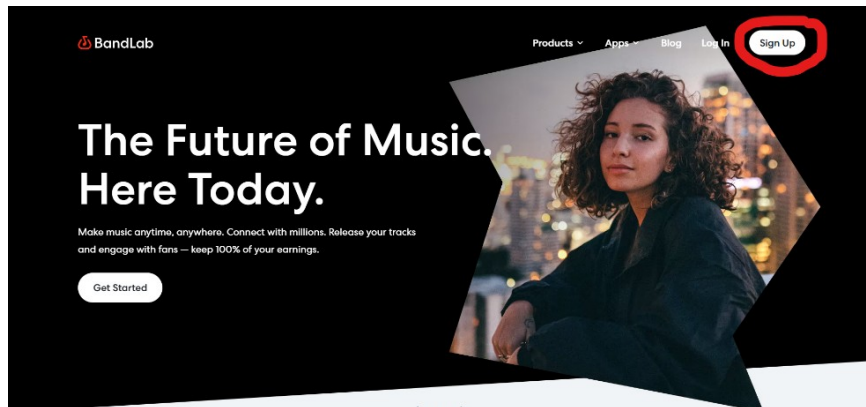 BandLab
Products
Apps
Blog
Log In
Sign Up
The Future of Music.
Here Today.
Make music anytime, anywhere. Connect with millions. Release your tracks
and engage with fans — keep 100% of your earnings.
Get Started